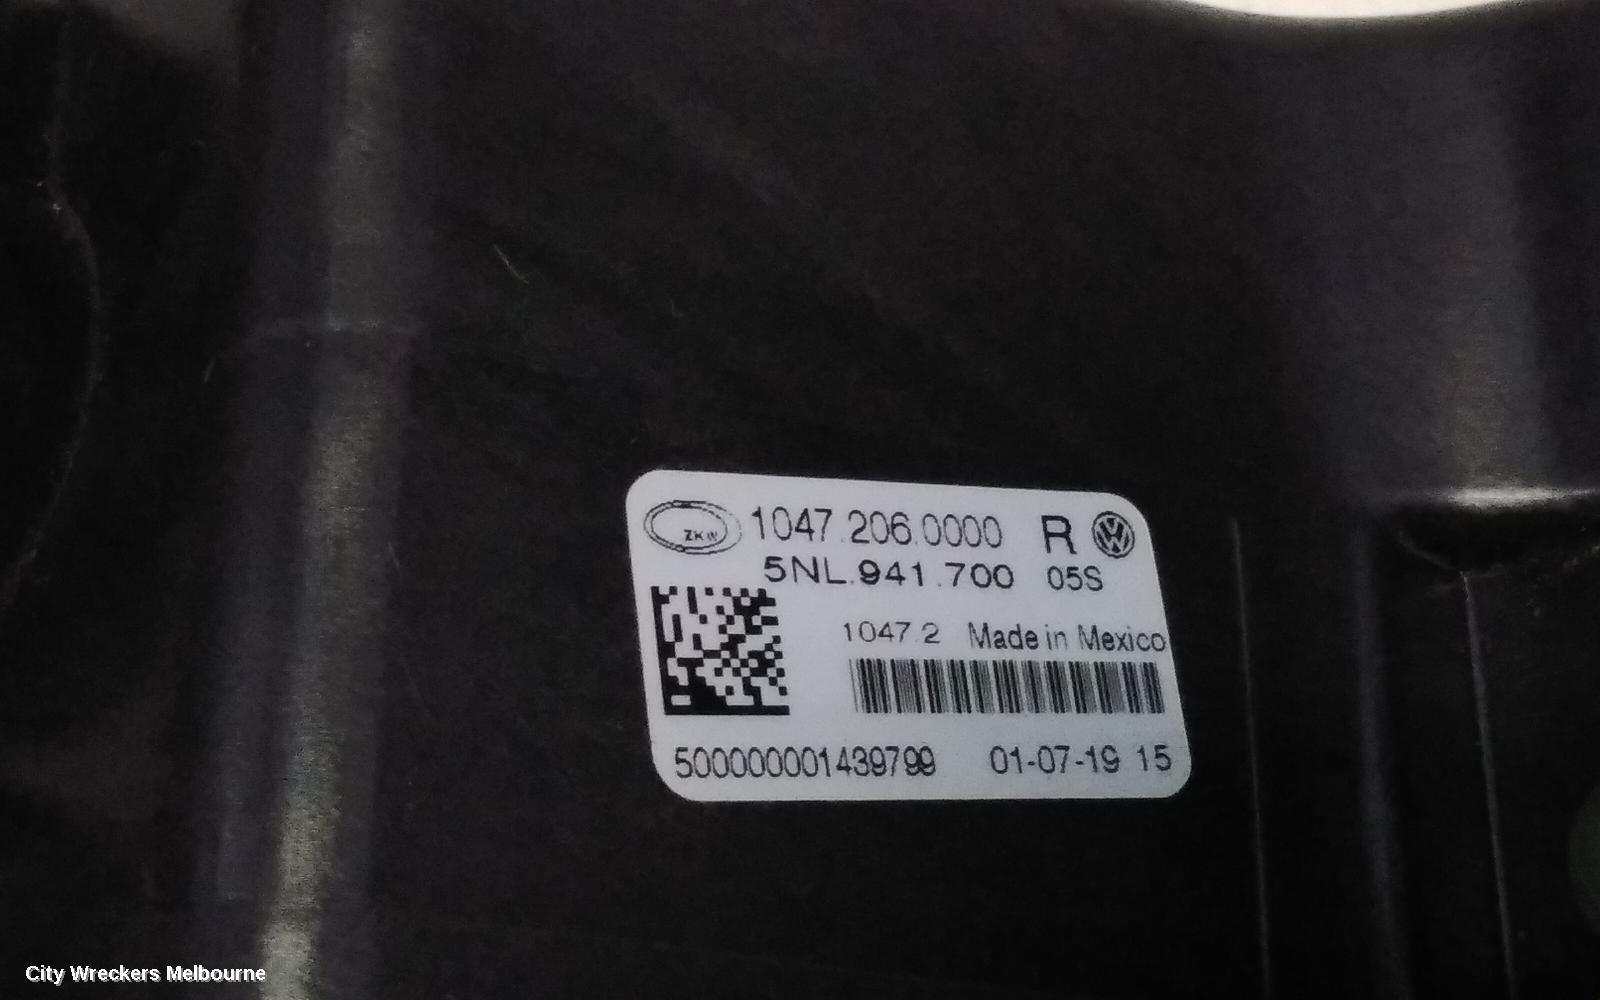 ZKW 1047.206.0000 R VW
5NL.941.700 05S
1047.2 Made in Mexico
500000001439799 01-07-19 15
City Wreckers Melbourne